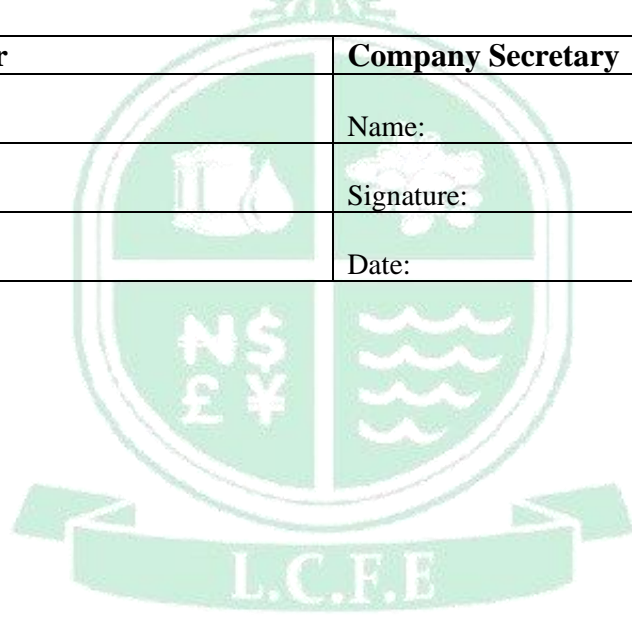 Company Secretary
Name:
Signature:
Date:
₦$
£ ¥
L.C.F.E